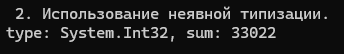 2. Использование неявной типизации.
type: System.Int32, sum: 33022